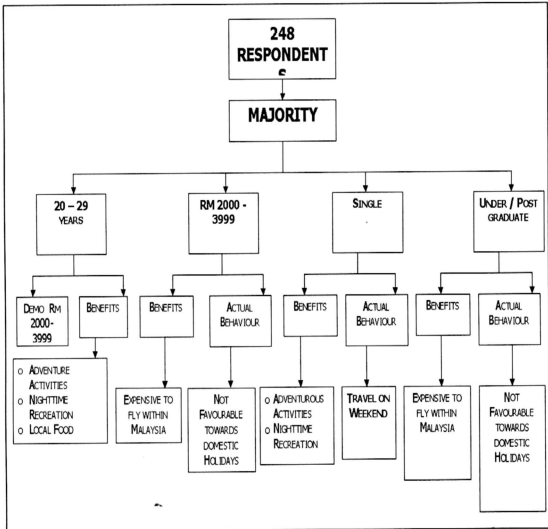 248
RESPONDENT
S
MAJORITY
20 – 29
YEARS
RM 2000 -
3999
SINGLE
UNDER / POST
GRADUATE
DEMO RM
2000-
3999
BENEFITS
BENEFITS
ACTUAL
BEHAVIOUR
BENEFITS
ACTUAL
BEHAVIOUR
BENEFITS
ACTUAL
BEHAVIOUR
o ADVENTURE
ACTIVITIES
o NIGHTTIME
RECREATION
o LOCAL FOOD
EXPENSIVE TO
FLY WITHIN
MALAYSIA
NOT
FAVOURABLE
TOWARDS
DOMESTIC
HOLIDAYS
o ADVENTUROUS
ACTIVITIES
o NIGHTTIME
RECREATION
TRAVEL ON
WEEKEND
EXPENSIVE TO
FLY WITHIN
MALAYSIA
NOT
FAVOURABLE
TOWARDS
DOMESTIC
HOLIDAYS